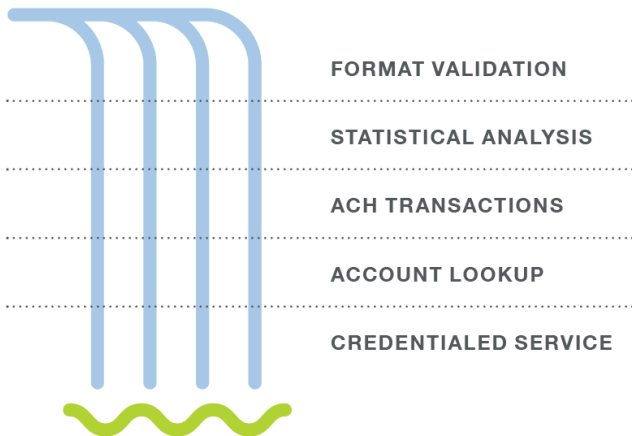 FORMAT VALIDATION
STATISTICAL ANALYSIS
ACH TRANSACTIONS
ACCOUNT LOOKUP
CREDENTIALED SERVICE